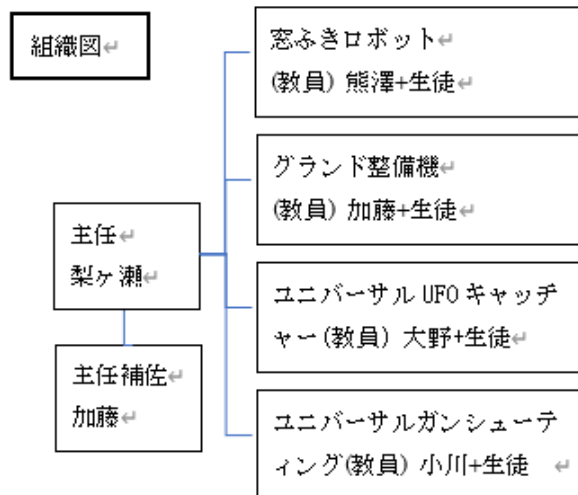 組織図↵
窓ふきロボット↵
(教員) 熊澤+生徒↵
グランド整備機↵
(教員) 加藤+生徒↵
主任↵
梨ヶ瀬↵
ユニバーサル UFO キャッチ
ャー(教員) 大野+生徒↵
主任補佐↵
加藤↵
ユニバーサルガンシューテ
ィング(教員) 小川+生徒 ↵